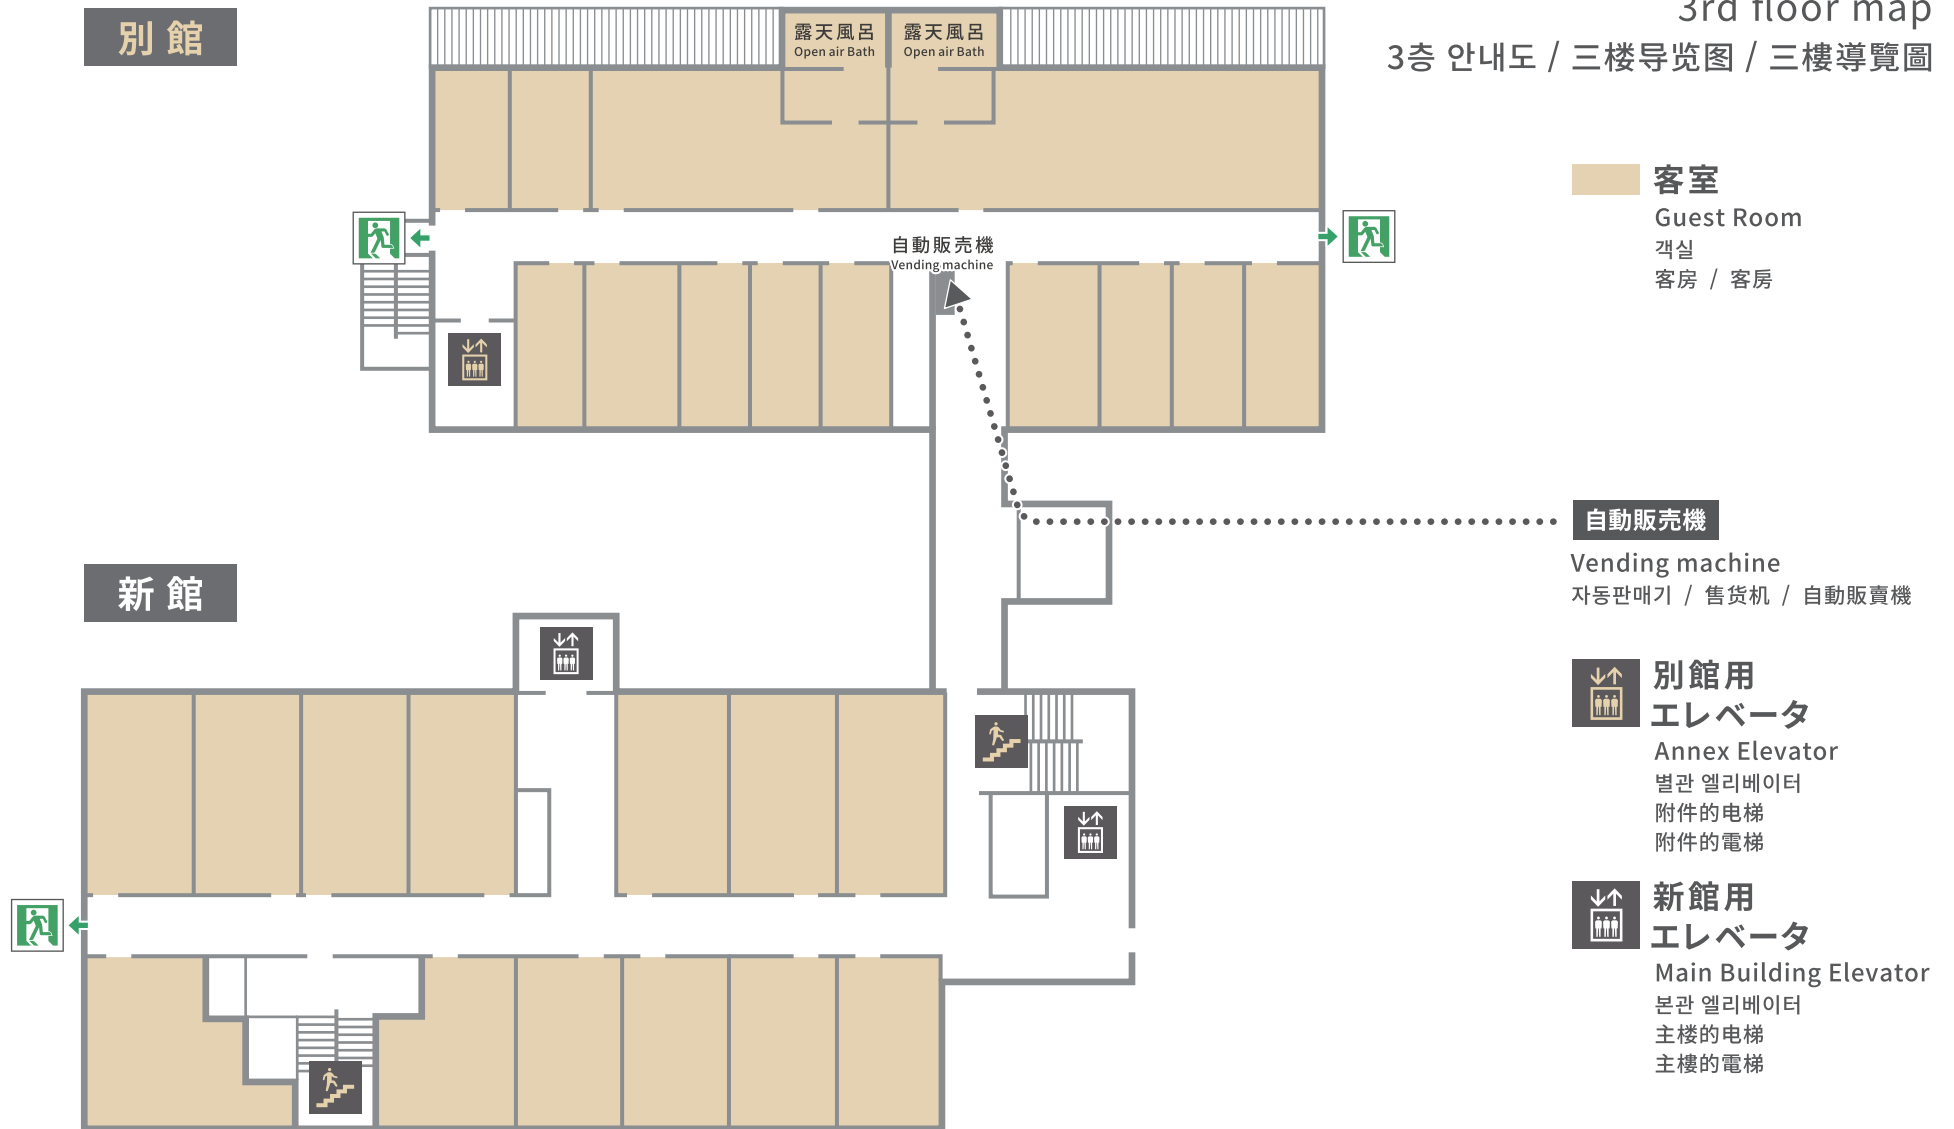 別館
露天風呂
Open air Bath
露天風呂
Open air Bath
3rd floor map
3층 안내도 / 三楼导览图 / 三樓導覽圖
客室
Guest Room
객실
客房 / 客房
自動販売機
Vending machine
自動販売機
Vending machine
자동판매기 / 售货机 / 自動販賣機
新館
別館用
エレベータ
Annex Elevator
별관 엘리베이터
附件的电梯
附件的電梯
新館用
エレベータ
Main Building Elevator
본관 엘리베이터
主楼的电梯
主樓的電梯